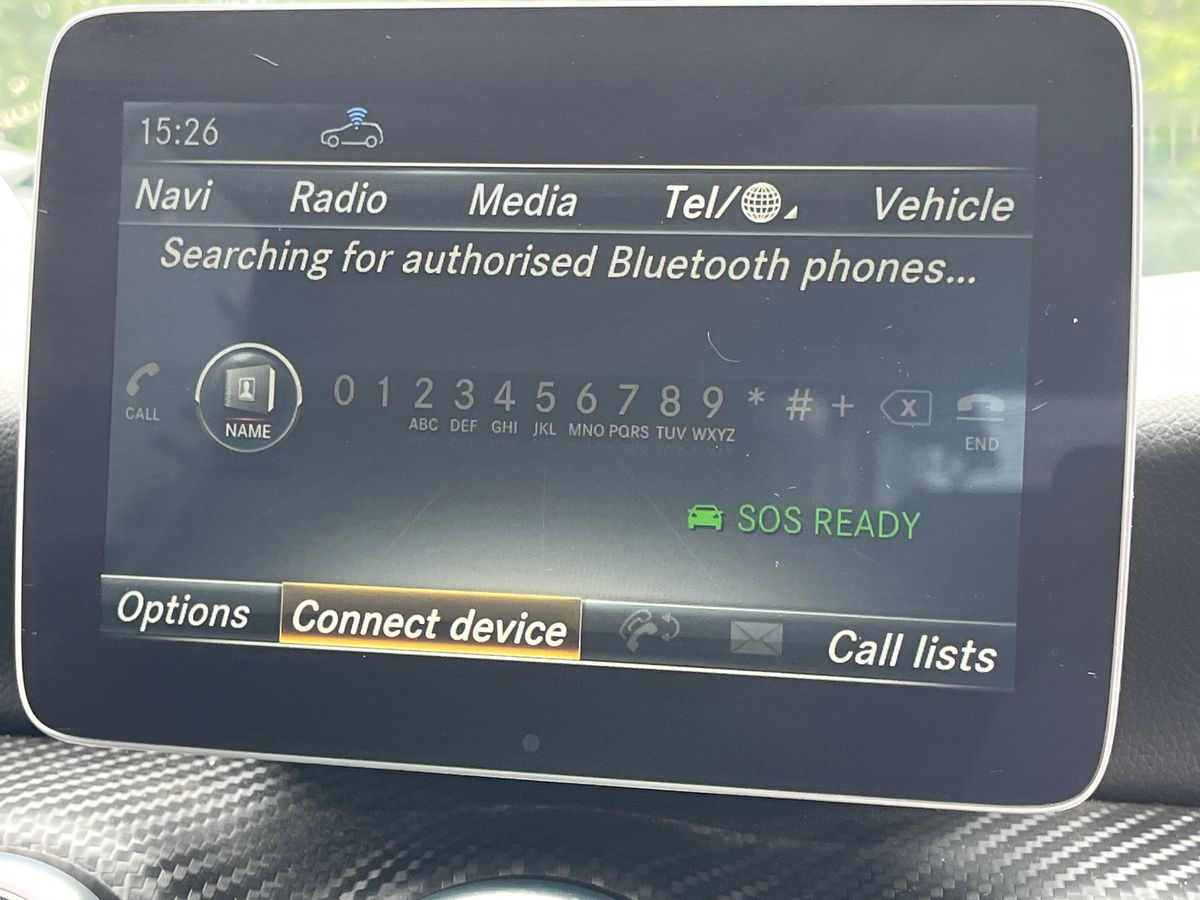 15:26
Navi Radio Media Tel/ Vehicle
Searching for authorised Bluetooth phones...
CALL NAME 0 1 2 3 4 5 6 7 8 9 * # + X END
ABC DEF GHI JKL MNO PQRS TUV WXYZ
SOS READY
Options Connect device Call lists